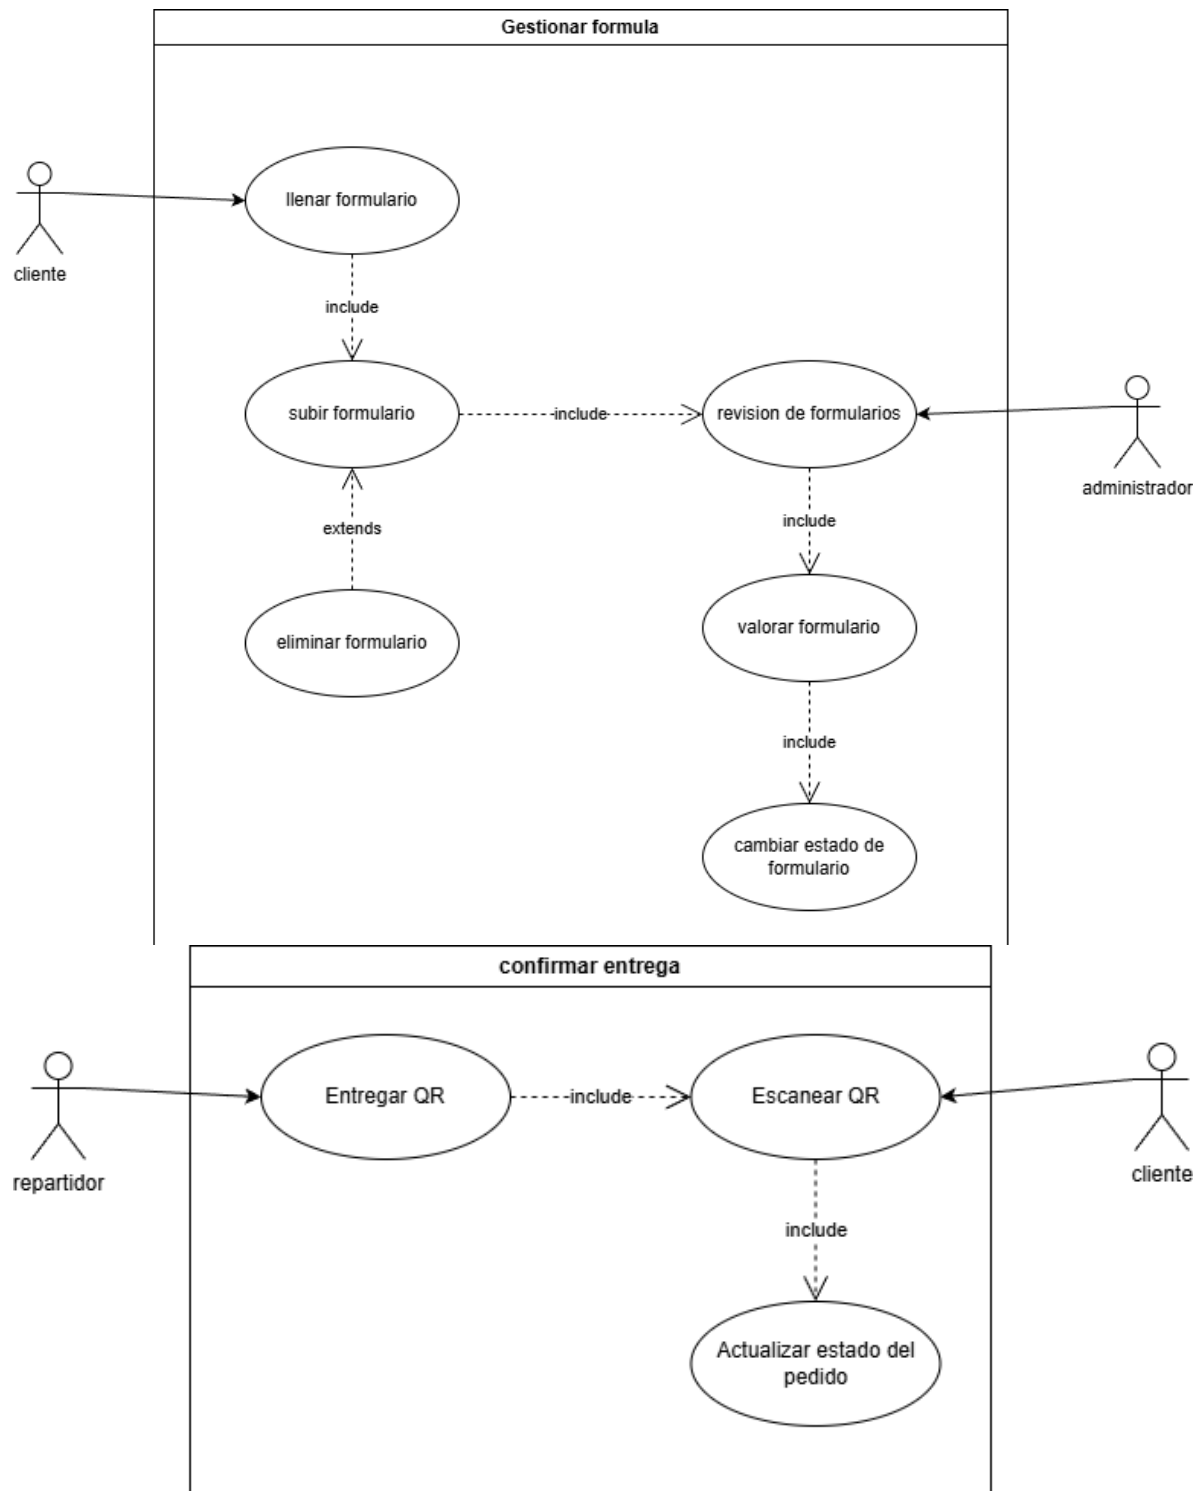 Gestionar formula
llenar formulario
cliente
include
subir formulario
include
revision de formularios
administrador
extends
include
eliminar formulario
valorar formulario
include
cambiar estado de
formulario
confirmar entrega
Entregar QR
include
Escanear QR
repartidor
cliente
include
Actualizar estado del
pedido